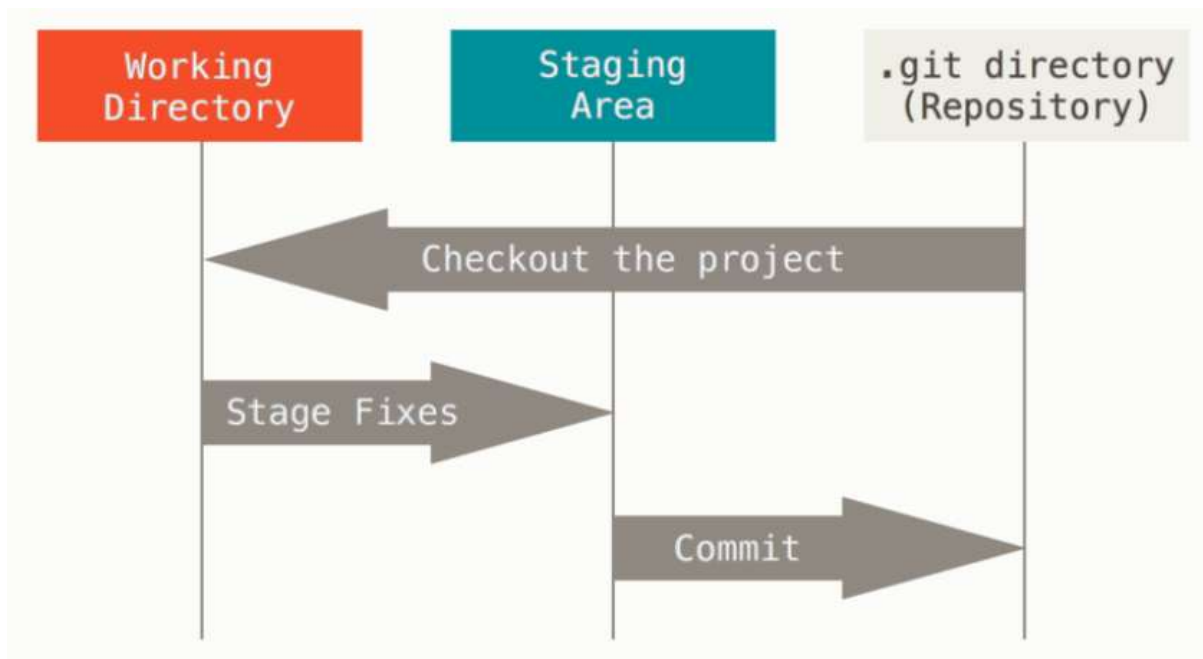 Working
Directory
Staging
Area
.git directory
(Repository)
Checkout the project
Stage Fixes
Commit